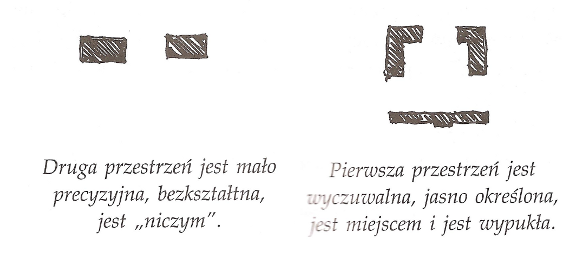 Druga przestrzeń jest mało
precyzyjna, bezkształtna,
jest „niczym”.
Pierwsza przestrzeń jest
wyczuwalna, jasno określona,
jest miejscem i jest wypukła.